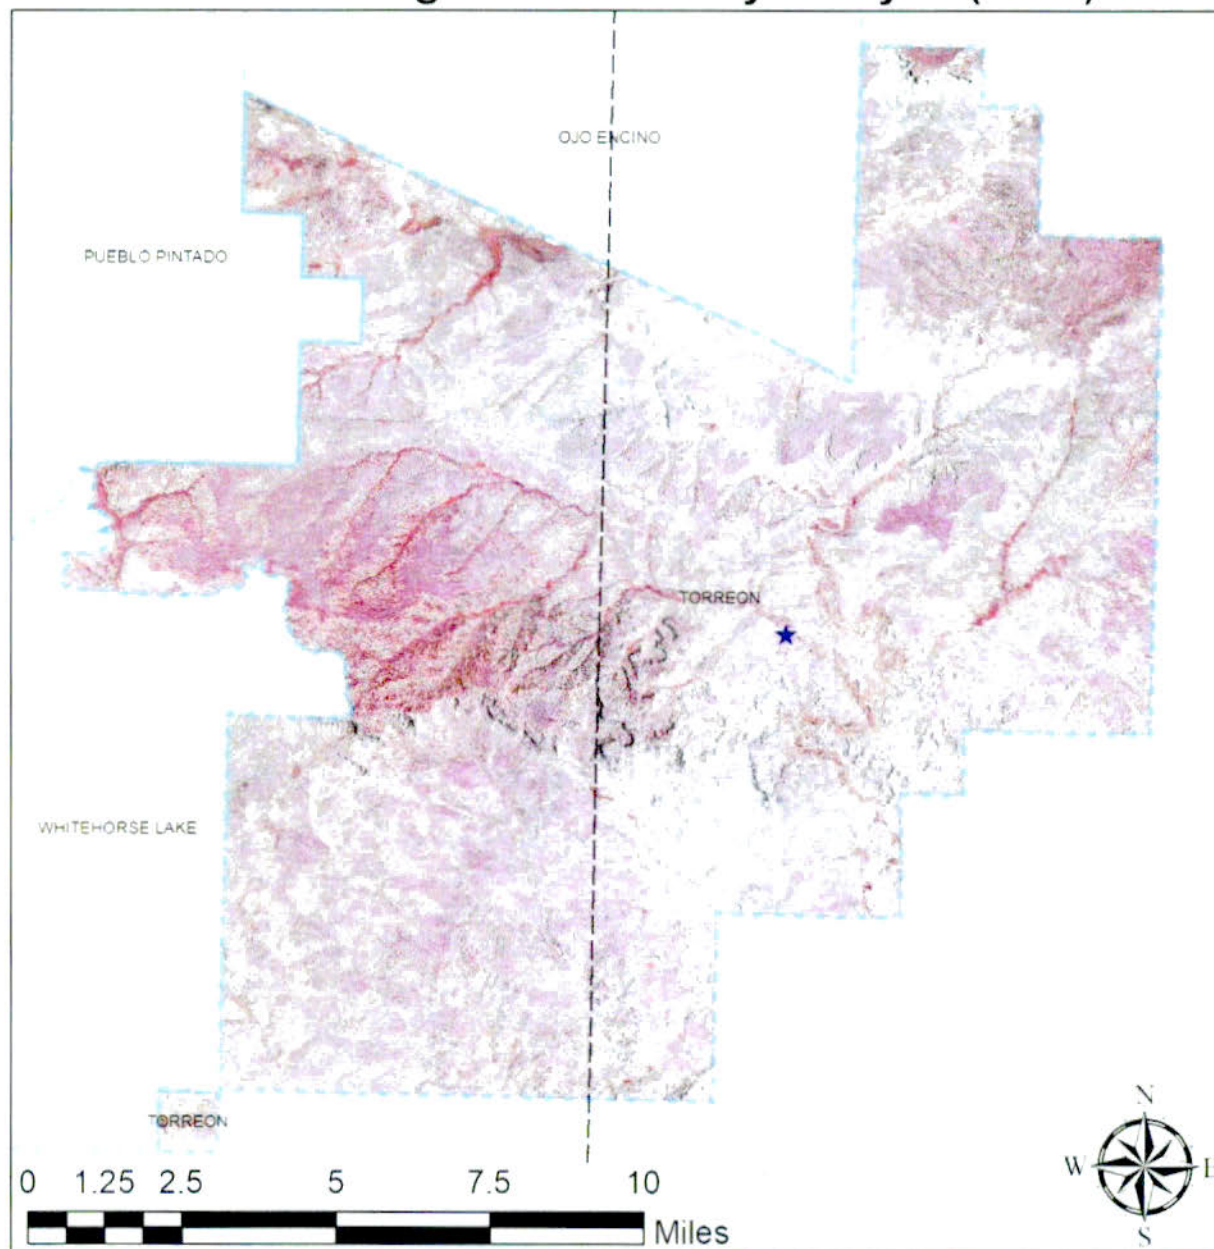 OJO ENCINO
PUEBLO PINTADO
TORREON
WHITEHORSE LAKE
TORREON
N
W E
S
0 1.25 2.5 5 7.5 10
Miles